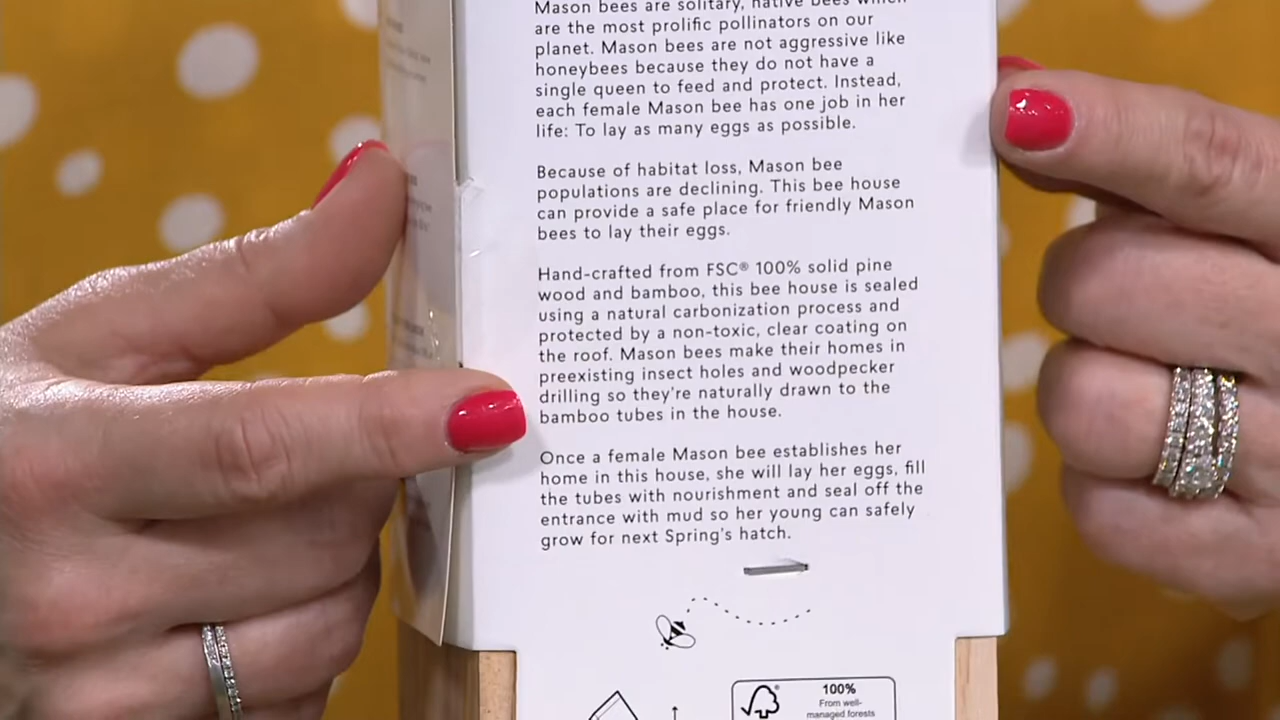 Mason bees are solitary, native bees which
are the most prolific pollinators on our
planet. Mason bees are not aggressive like
honeybees because they do not have a
single queen to feed and protect. Instead,
each female Mason bee has one job in her
life: To lay as many eggs as possible.
Because of habitat loss, Mason bee
populations are declining. This bee house
can provide a safe place for friendly Mason
bees to lay their eggs.
Hand-crafted from FSC® 100% solid pine
wood and bamboo, this bee house is sealed
using a natural carbonization process and
protected by a non-toxic, clear coating on
the roof. Mason bees make their homes in
preexisting insect holes and woodpecker
drilling so they're naturally drawn to the
bamboo tubes in the house.
Once a female Mason bee establishes her
home in this house, she will lay her eggs, fill
the tubes with nourishment and seal off the
entrance with mud so her young can safely
grow for next Spring's hatch.
100%
From well-
managed forests